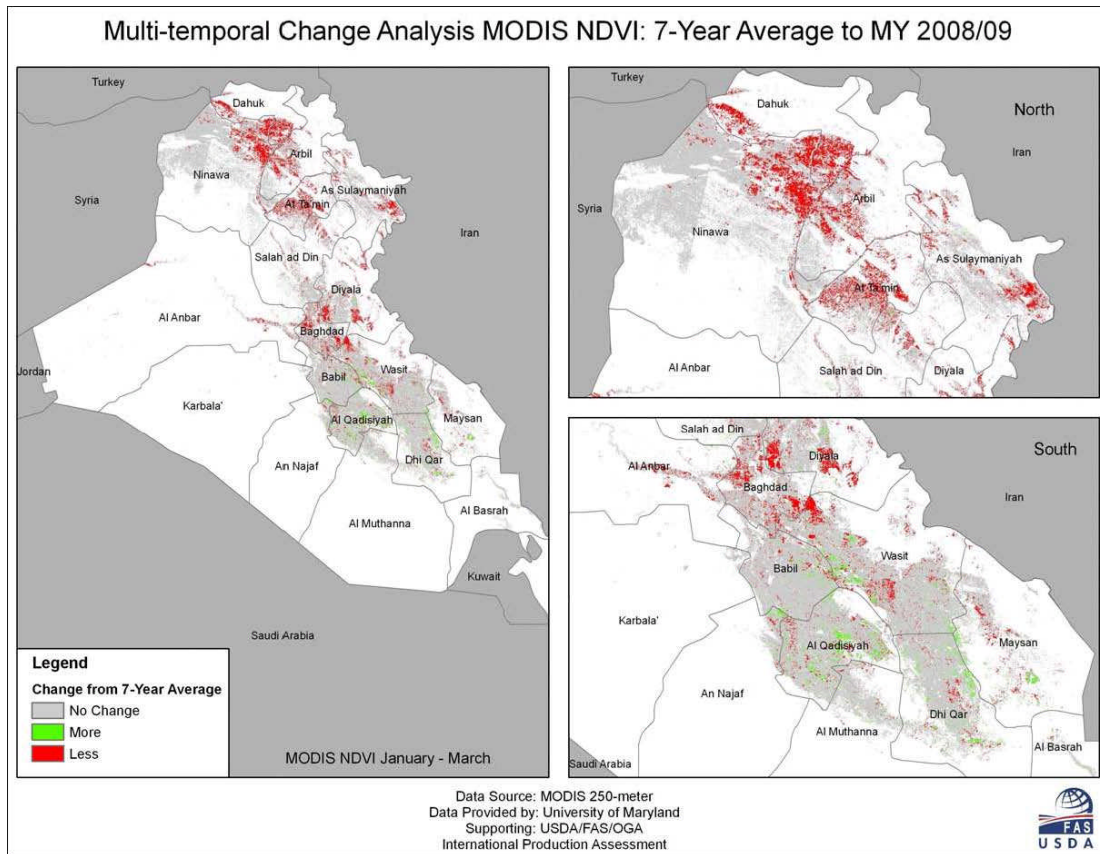 Multi-temporal Change Analysis MODIS NDVI: 7-Year Average to MY 2008/09
Turkey
Dahuk
Arbil
Ninawa
As Sulaymaniyah
Syria
At Ta'min
Iran
Salah ad Din
Diyala
Al Anbar
Baghdad
Jordan
Wasit
Babil
Karbala'
Maysan
Al Qadisiyah
An Najaf
Dhi Qar
Al Basrah
Al Muthanna
Kuwait
Saudi Arabia
Legend
Change from 7-Year Average
No Change
More
Less
MODIS NDVI January - March
Turkey
Dahuk
North
Iran
Arbil
Syria
Ninawa
As Sulaymaniyah
At Ta'min
Al Anbar
Salah ad Din
Diyala
Salah ad Din
South
Diyala
Al Anbar
Baghdad
Iran
Wasit
Babil
Karbala'
Al Qadisiyah
Maysan
An Najaf
Dhi Qar
Al Muthanna
Al Basrah
Saudi Arabia
Data Source: MODIS 250-meter
Data Provided by: University of Maryland
Supporting: USDA/FAS/OGA
International Production Assessment
FAS
USDA